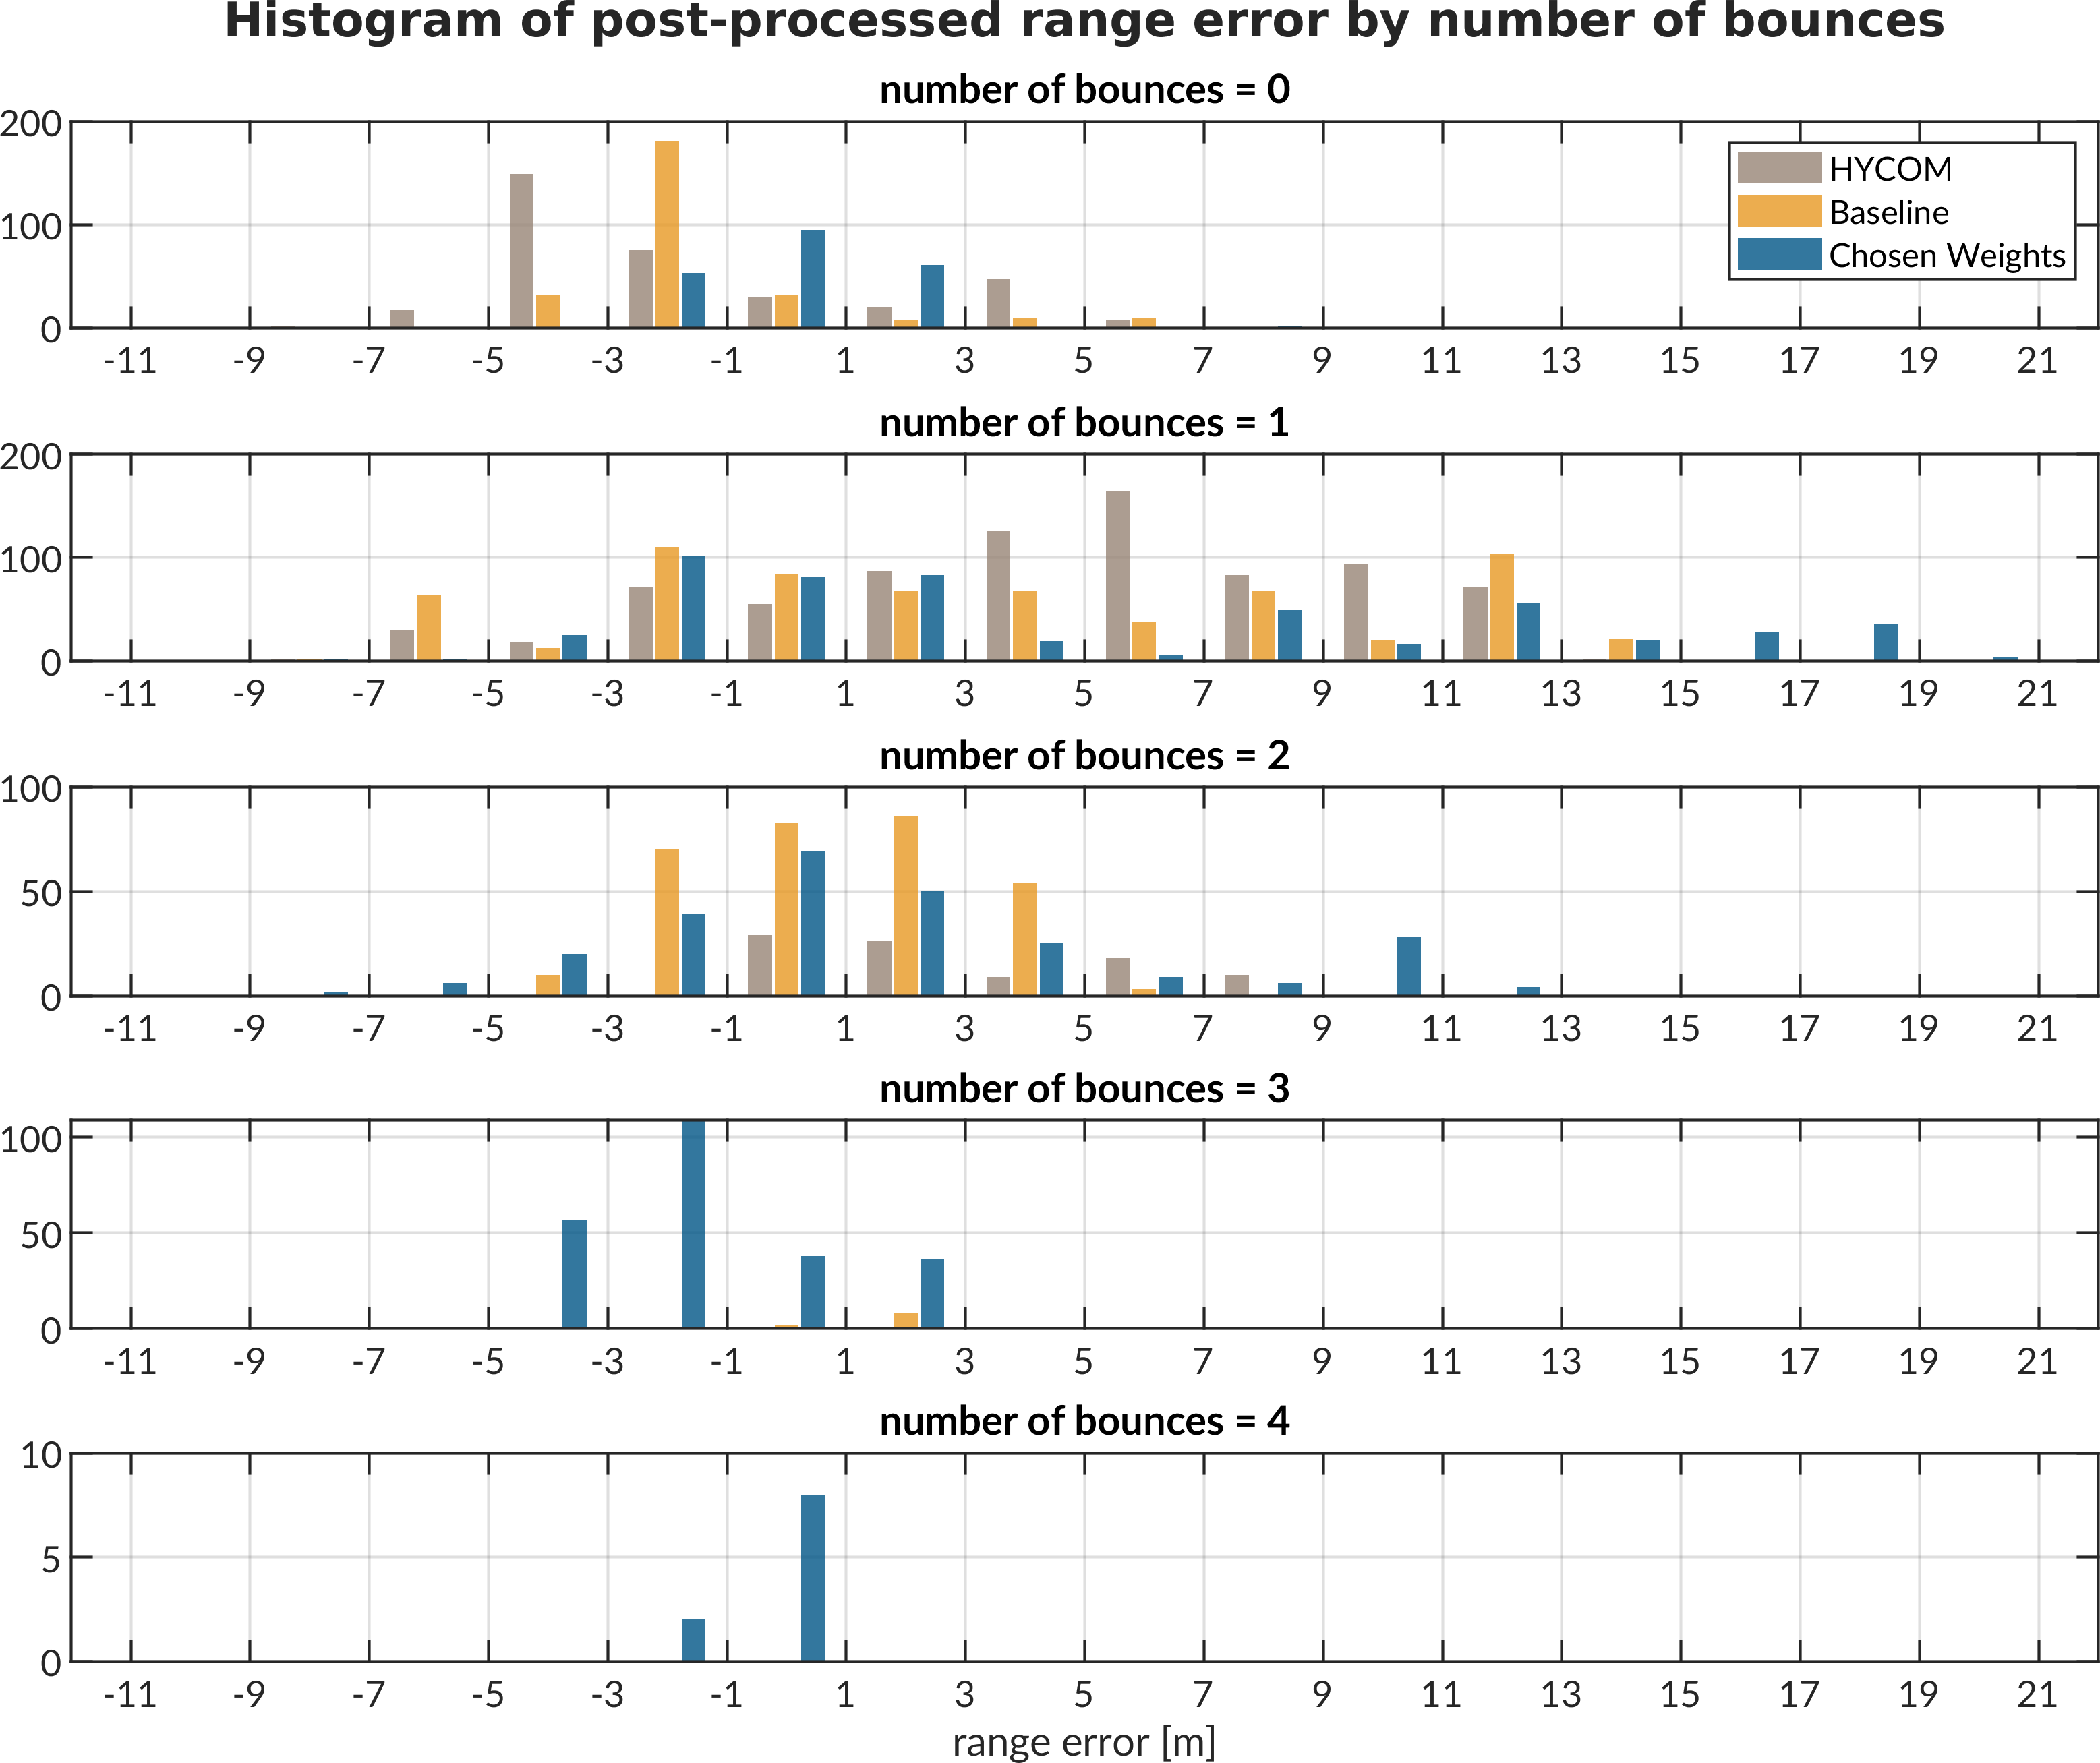 Histogram of post-processed range error by number of bounces
number of bounces = 0
200
100
0
HYCOM
Baseline
Chosen Weights
-11 -9 -7 -5 -3 -1 1 3 5 7 9 11 13 15 17 19 21
number of bounces = 1
200
100
0
-11 -9 -7 -5 -3 -1 1 3 5 7 9 11 13 15 17 19 21
number of bounces = 2
100
50
0
-11 -9 -7 -5 -3 -1 1 3 5 7 9 11 13 15 17 19 21
number of bounces = 3
100
50
0
-11 -9 -7 -5 -3 -1 1 3 5 7 9 11 13 15 17 19 21
number of bounces = 4
10
5
0
-11 -9 -7 -5 -3 -1 1 3 5 7 9 11 13 15 17 19 21
range error [m]